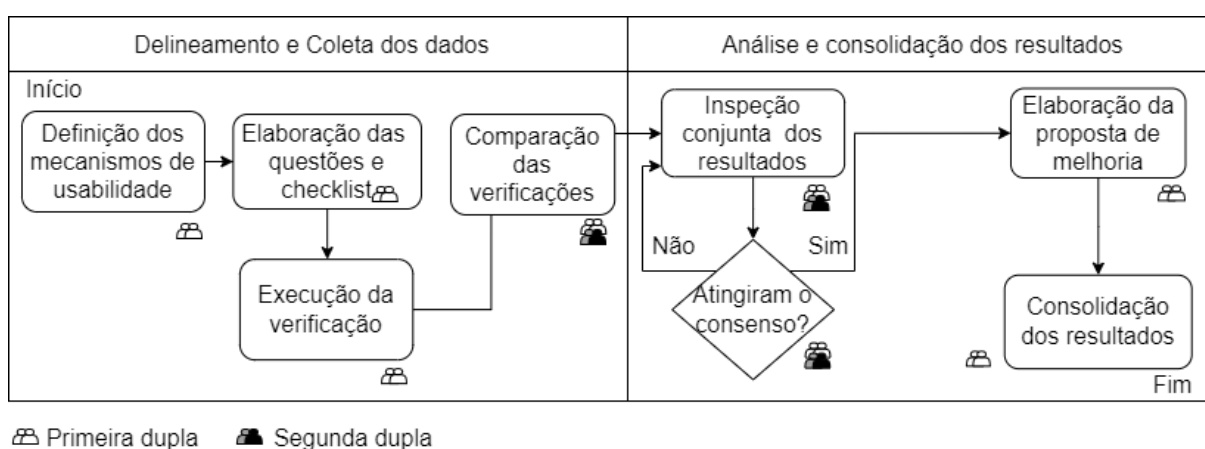 Delineamento e Coleta dos dados
Análise e consolidação dos resultados
Início
Definição dos
mecanismos de
usabilidade
Elaboração das
questões e
checklist
Execução da
verificação
Comparação
das
verificações
Inspeção
conjunta dos
resultados
Não
Sim
Atingiram o
consenso?
Elaboração da
proposta de
melhoria
Consolidação
dos resultados
Fim
Primeira dupla
Segunda dupla